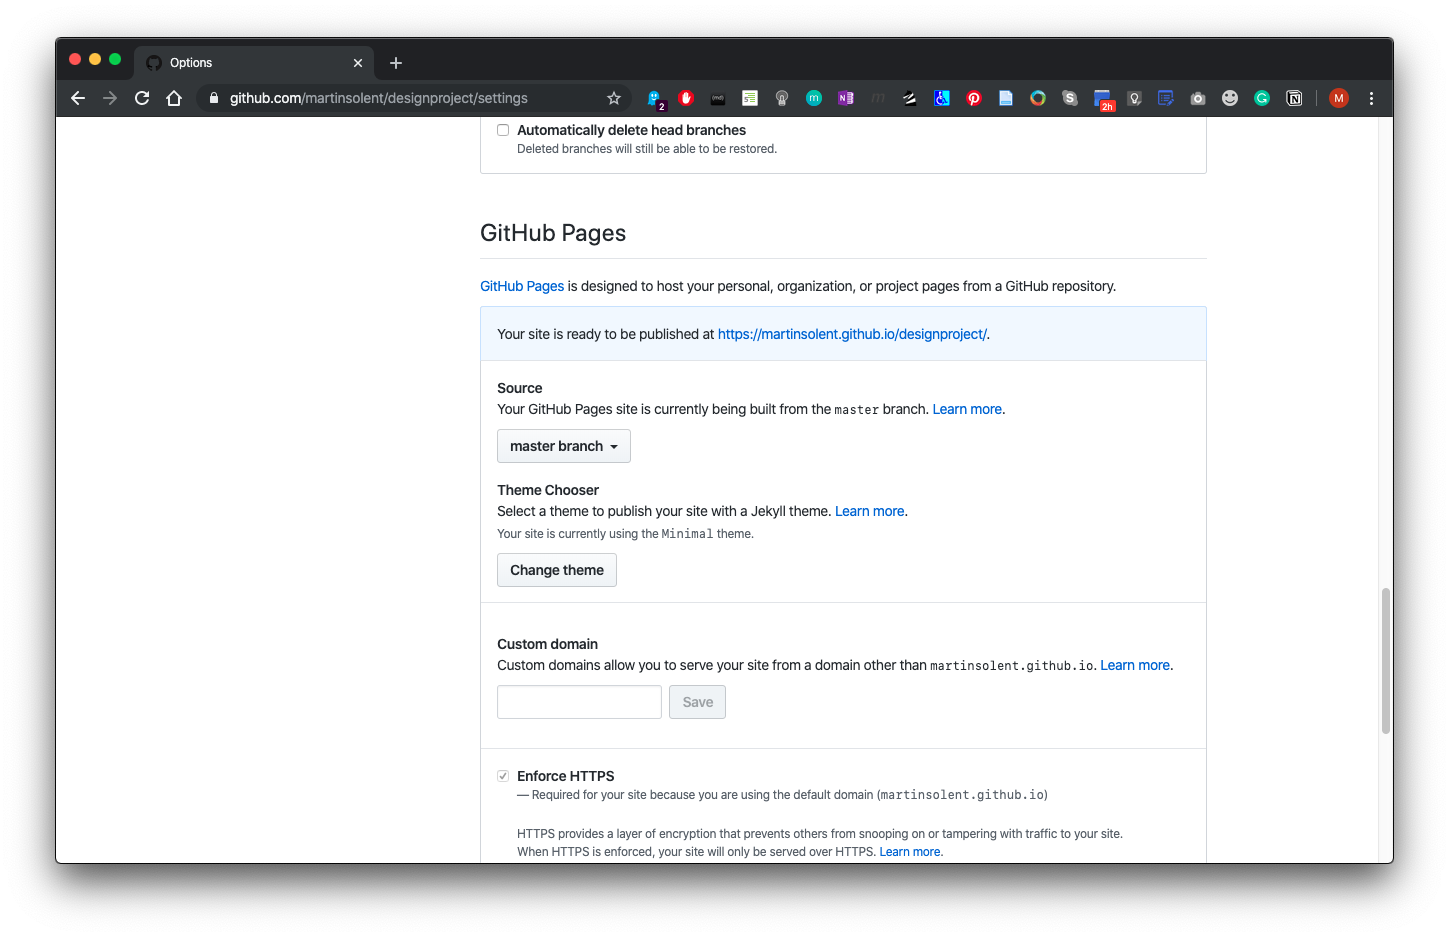 Options
github.com/martinsolent/designproject/settings
2
2h
M
Automatically delete head branches
Deleted branches will still be able to be restored.
GitHub Pages
GitHub Pages is designed to host your personal, organization, or project pages from a GitHub repository.
Your site is ready to be published at https://martinsolent.github.io/designproject/.
Source
Your GitHub Pages site is currently being built from the master branch. Learn more.
master branch
Theme Chooser
Select a theme to publish your site with a Jekyll theme. Learn more.
Your site is currently using the Minimal theme.
Change theme
Custom domain
Custom domains allow you to serve your site from a domain other than martinsolent.github.io. Learn more.
Save
Enforce HTTPS
— Required for your site because you are using the default domain (martinsolent.github.io)
HTTPS provides a layer of encryption that prevents others from snooping on or tampering with traffic to your site.
When HTTPS is enforced, your site will only be served over HTTPS. Learn more.